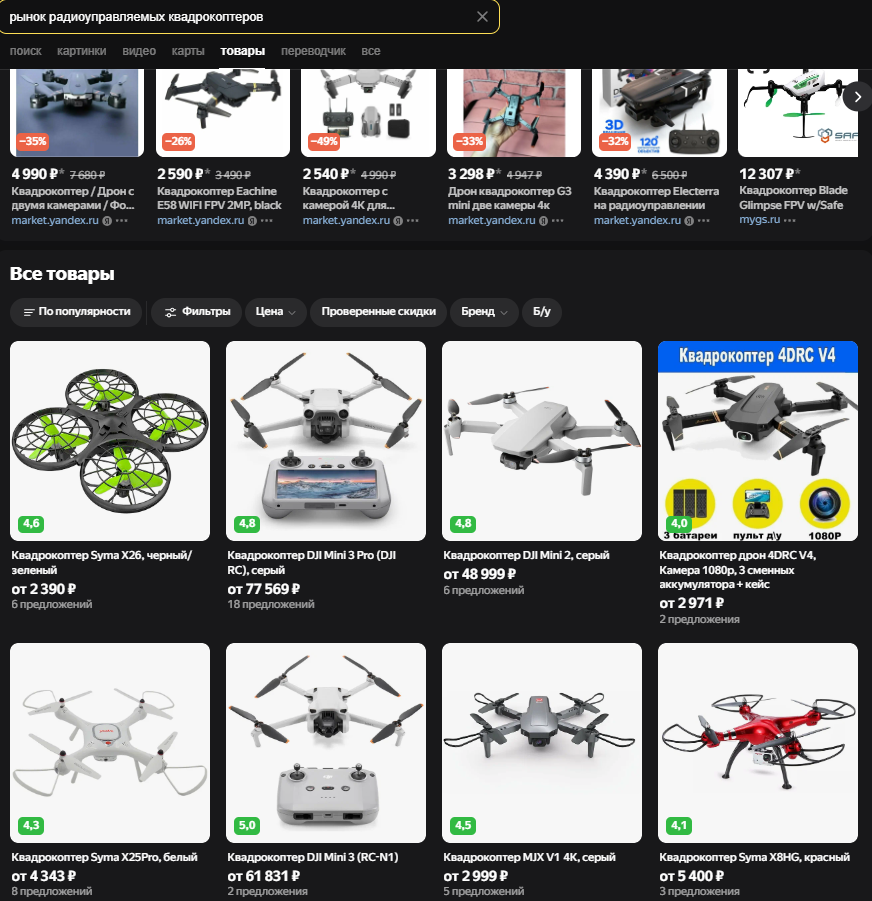 рынок радиоуправляемых квадрокоптеров
поиск картинки видео карты товары переводчик все
−35% −26% −49% −33% 3D 120° −32% SAF
4 990 ₽* 7 680 ₽ 2 590 ₽* 3 490 ₽ 2 540 ₽* 4 990 ₽ 3 298 ₽* 4 947 ₽ 4 390 ₽* 6 500 ₽ 12 307 ₽*
Квадрокоптер / Дрон с Квадрокоптер Eachine Квадрокоптер с Дрон квадрокоптер G3 Квадрокоптер Electerra Квадрокоптер Blade
двумя камерами / Фо... E58 WIFI FPV 2MP, black камерой 4K для... mini две камеры 4к на радиоуправлении Glimpse FPV w/Safe
market.yandex.ru market.yandex.ru market.yandex.ru market.yandex.ru market.yandex.ru mygs.ru
Все товары
По популярности Фильтры Цена Проверенные скидки Бренд Б/у
Квадрокоптер 4DRC V4
4,6 4,8 4,8 4,0
3 батареи пульт д/у 1080P
Квадрокоптер Syma X26, черный/ Квадрокоптер DJI Mini 3 Pro (DJI Квадрокоптер DJI Mini 2, серый Квадрокоптер дрон 4DRC V4,
зеленый RC), серый от 48 999 ₽ Камера 1080p, 3 сменных
от 2 390 ₽ от 77 569 ₽ 6 предложений аккумулятора + кейс
6 предложений 18 предложений от 2 971 ₽
2 предложения
4,3 5,0 4,5 4,1
Квадрокоптер Syma X25Pro, белый Квадрокоптер DJI Mini 3 (RC-N1) Квадрокоптер MJX V1 4K, серый Квадрокоптер Syma X8HG, красный
от 4 343 ₽ от 61 831 ₽ от 2 999 ₽ от 5 400 ₽
8 предложений 2 предложения 5 предложений 3 предложения